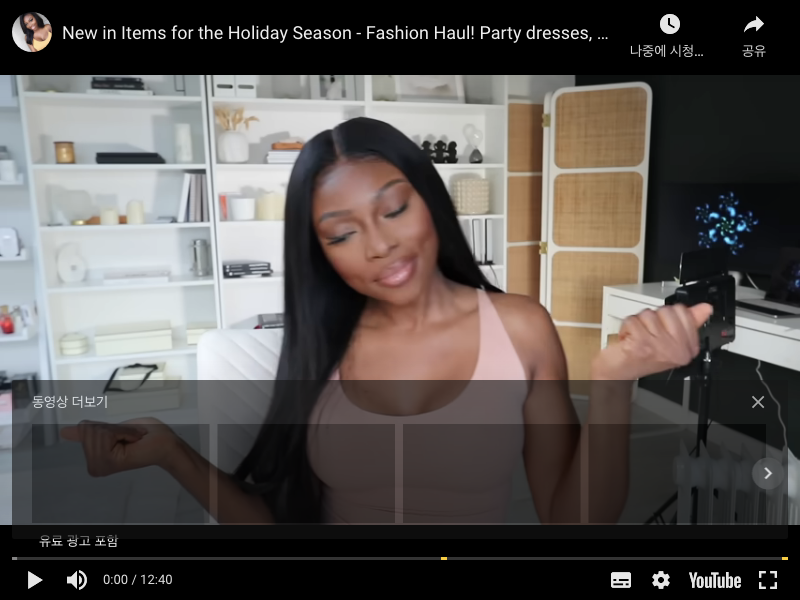 New in Items for the Holiday Season - Fashion Haul! Party dresses, ...
나중에 시청...
공유
동영상 더보기
유료 광고 포함
0:00 / 12:40
YouTube